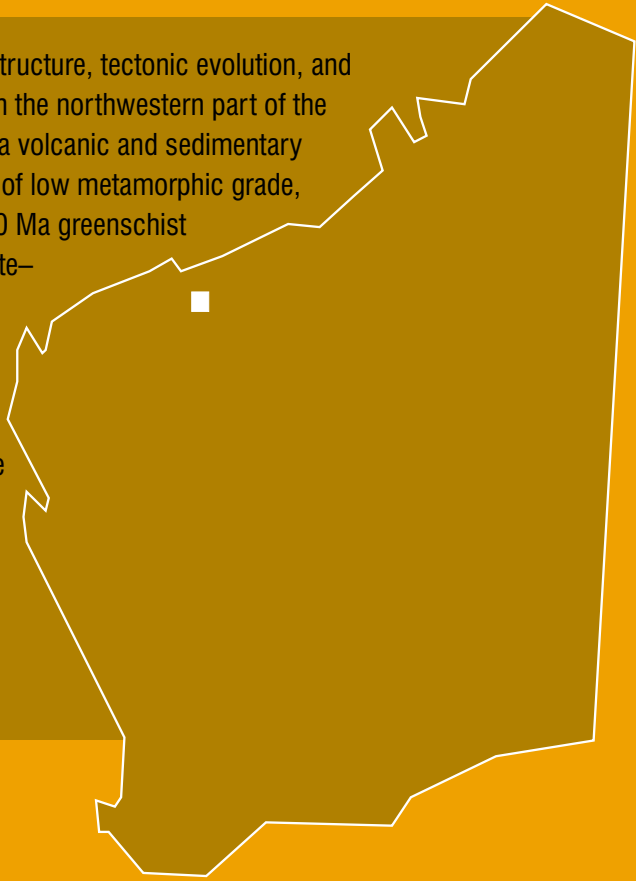 tructure, tectonic evolution, and
n the northwestern part of the
a volcanic and sedimentary
of low metamorphic grade,
0 Ma greenschist
te–
e